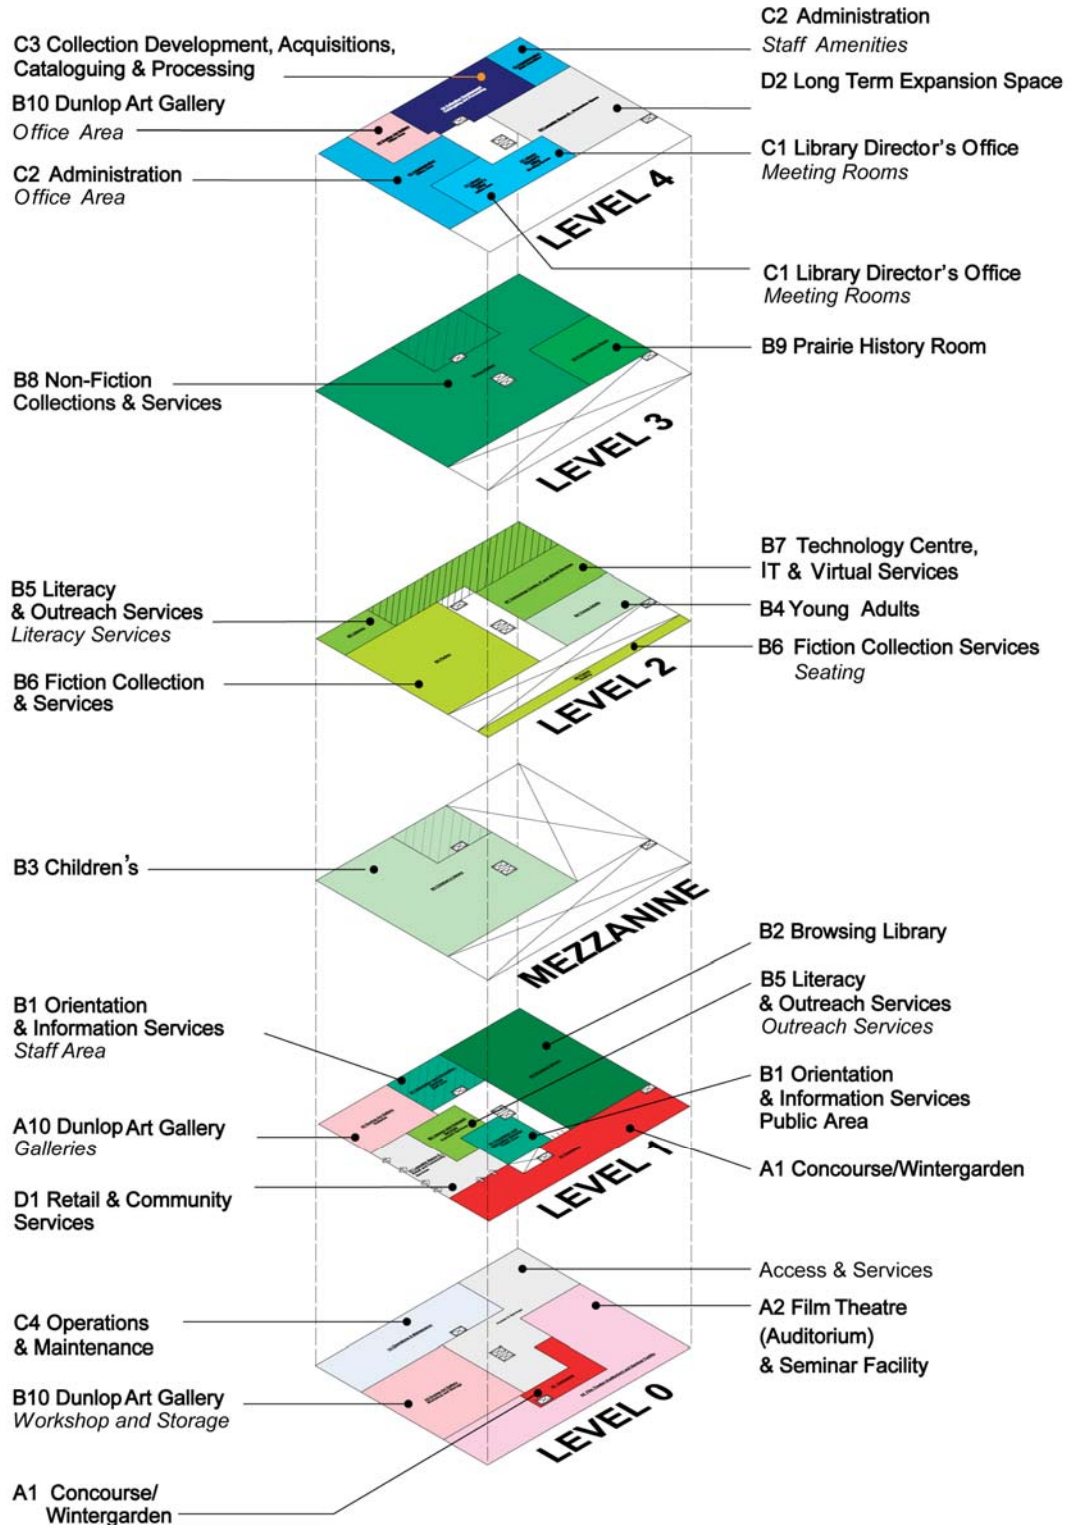 C3 Collection Development, Acquisitions,
Cataloguing & Processing
B10 Dunlop Art Gallery
Office Area
C2 Administration
Office Area
C2 Administration
Staff Amenities
D2 Long Term Expansion Space
C1 Library Director's Office
Meeting Rooms
LEVEL 4
C1 Library Director's Office
Meeting Rooms
B8 Non-Fiction
Collections & Services
B9 Prairie History Room
LEVEL 3
B5 Literacy
& Outreach Services
Literacy Services
B6 Fiction Collection
& Services
B7 Technology Centre,
IT & Virtual Services
B4 Young Adults
B6 Fiction Collection Services
Seating
LEVEL 2
B3 Children's
MEZZANINE
B1 Orientation
& Information Services
Staff Area
A10 Dunlop Art Gallery
Galleries
D1 Retail & Community
Services
B2 Browsing Library
B5 Literacy
& Outreach Services
Outreach Services
B1 Orientation
& Information Services
Public Area
A1 Concourse/Wintergarden
LEVEL 1
C4 Operations
& Maintenance
B10 Dunlop Art Gallery
Workshop and Storage
A1 Concourse/
Wintergarden
Access & Services
A2 Film Theatre
(Auditorium)
& Seminar Facility
LEVEL 0